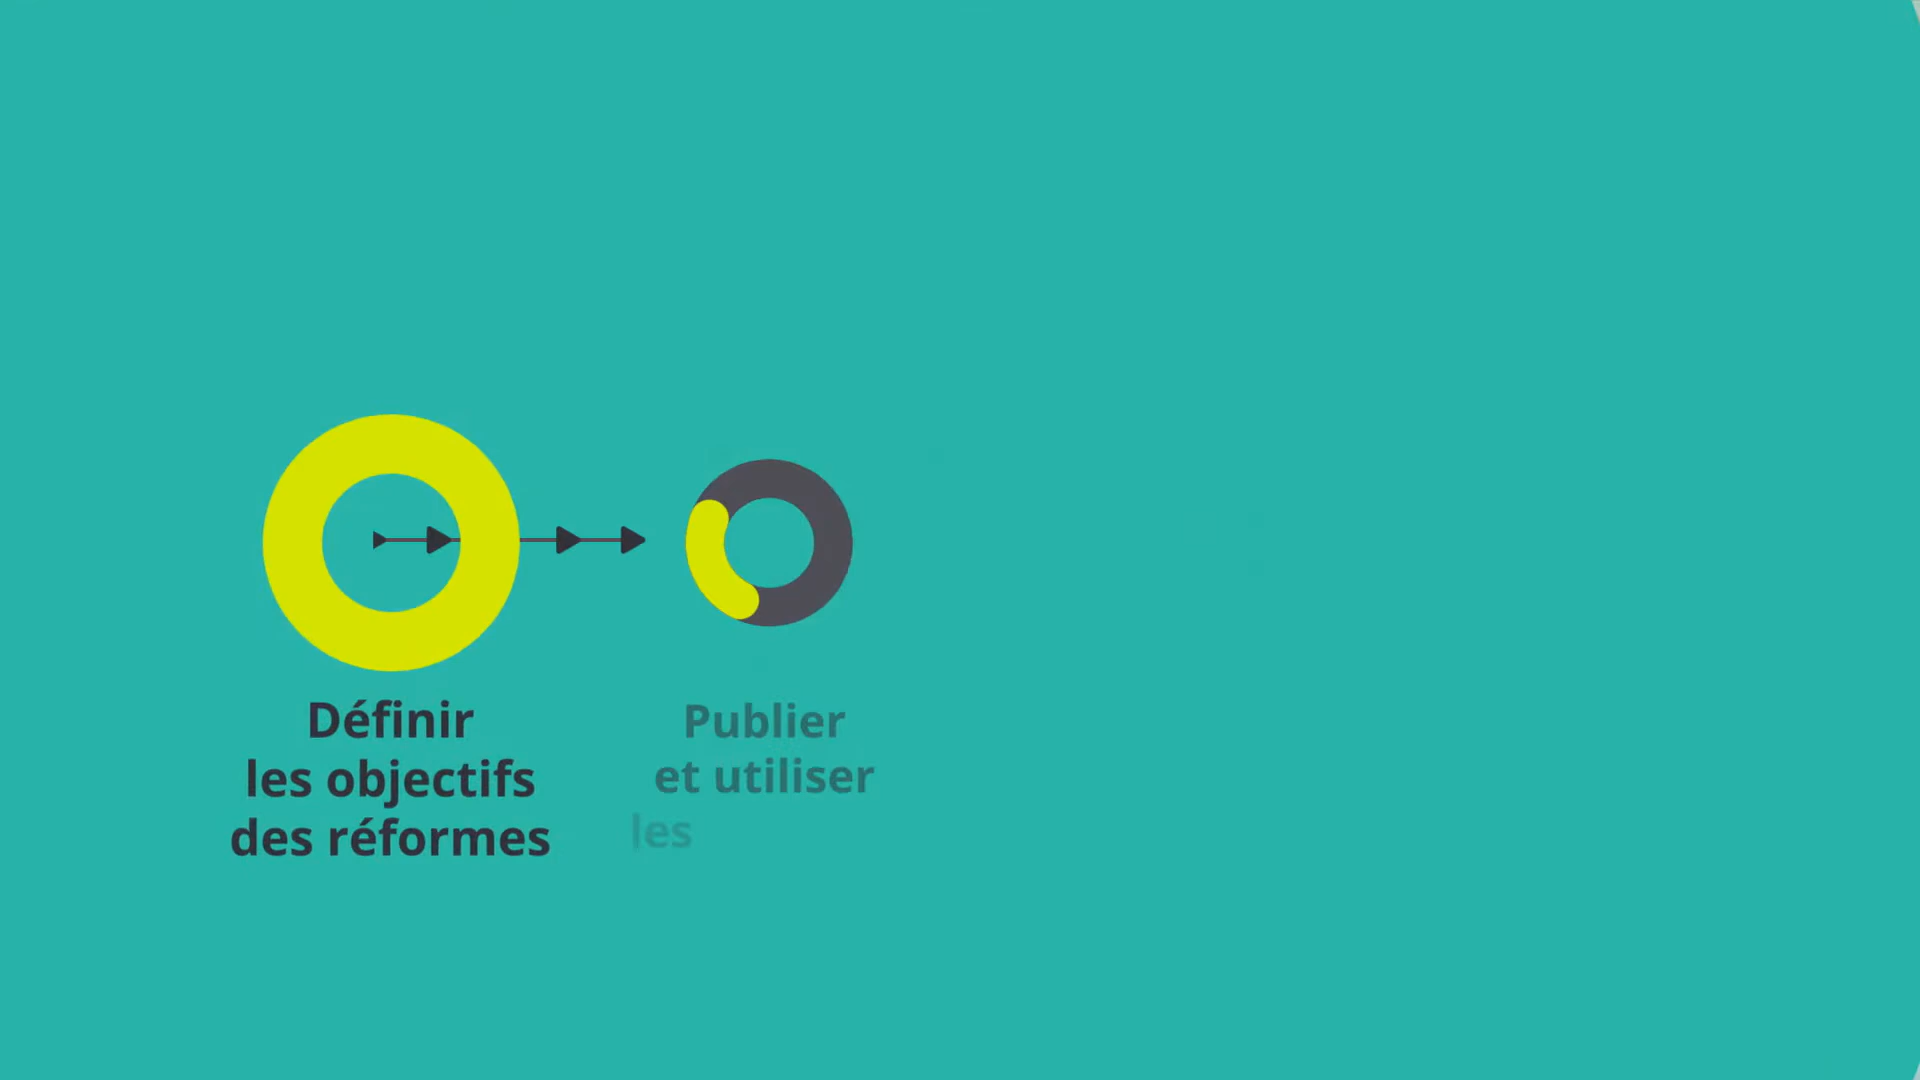 Définir
les objectifs
des réformes
Publier
et utiliser
les